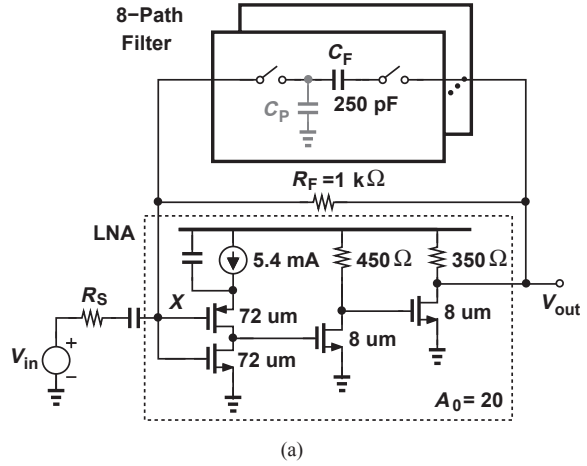 8−Path
Filter
C_F
C_P
250 pF
R_F =1 kΩ
LNA
5.4 mA
450 Ω
350 Ω
R_S
X
72 um
8 um
V_out
V_in
72 um
8 um
A_0 = 20
(a)